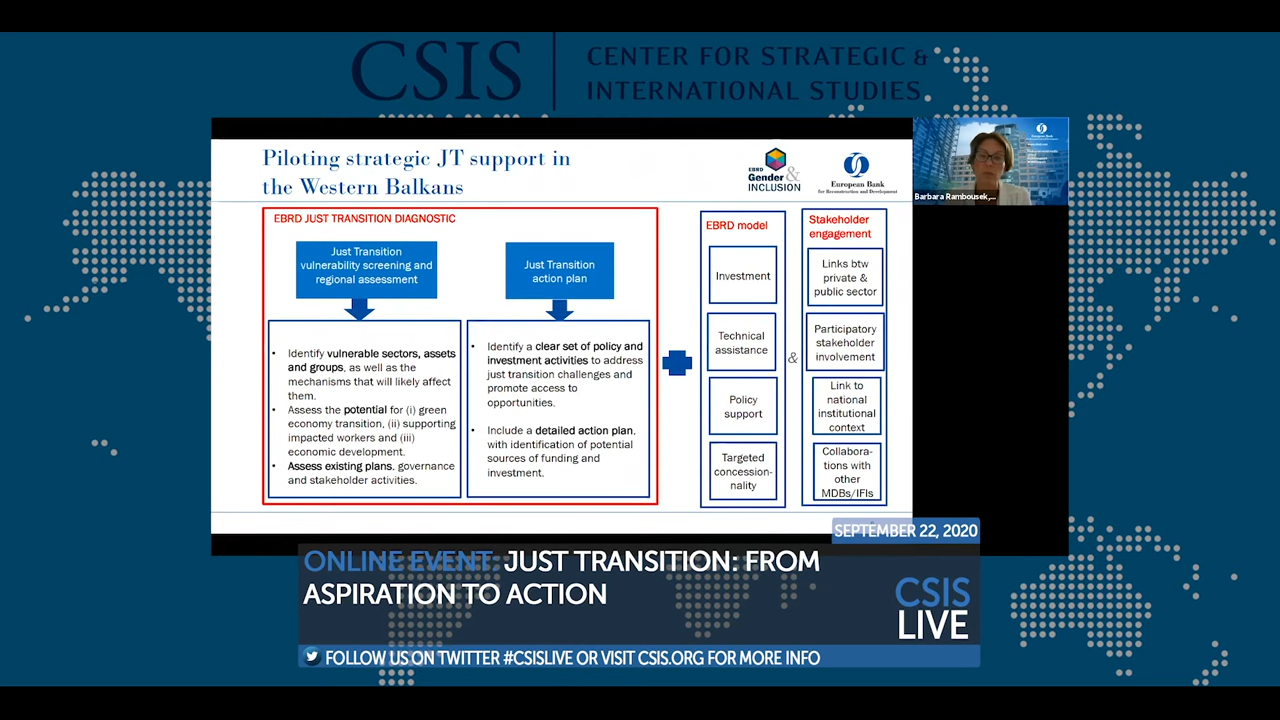 CSIS
CENTER FOR STRATEGIC &
INTERNATIONAL STUDIES
Piloting strategic JT support in
the Western Balkans
EBRD
Gender &
INCLUSION
European Bank
for Reconstruction and Development
European Bank
Barbara Rambousek,...
EBRD JUST TRANSITION DIAGNOSTIC
Just Transition
vulnerability screening and
regional assessment
• Identify vulnerable sectors, assets
and groups, as well as the
mechanisms that will likely affect
them.
• Assess the potential for (i) green
economy transition, (ii) supporting
impacted workers and (iii)
economic development.
• Assess existing plans, governance
and stakeholder activities.
Just Transition
action plan
• Identify a clear set of policy and
investment activities to address
just transition challenges and
promote access to
opportunities.
• Include a detailed action plan,
with identification of potential
sources of funding and
investment.
EBRD model
Investment
Technical
assistance
Policy
support
Targeted
concession-
nality
&
Stakeholder
engagement
Links btw
private &
public sector
Participatory
stakeholder
involvement
Link to
national
institutional
context
Collabora-
tions with
other
MDBs/IFIs
SEPTEMBER 22, 2020
ONLINE EVENT: JUST TRANSITION: FROM
ASPIRATION TO ACTION
CSIS
LIVE
FOLLOW US ON TWITTER #CSISLIVE OR VISIT CSIS.ORG FOR MORE INFO